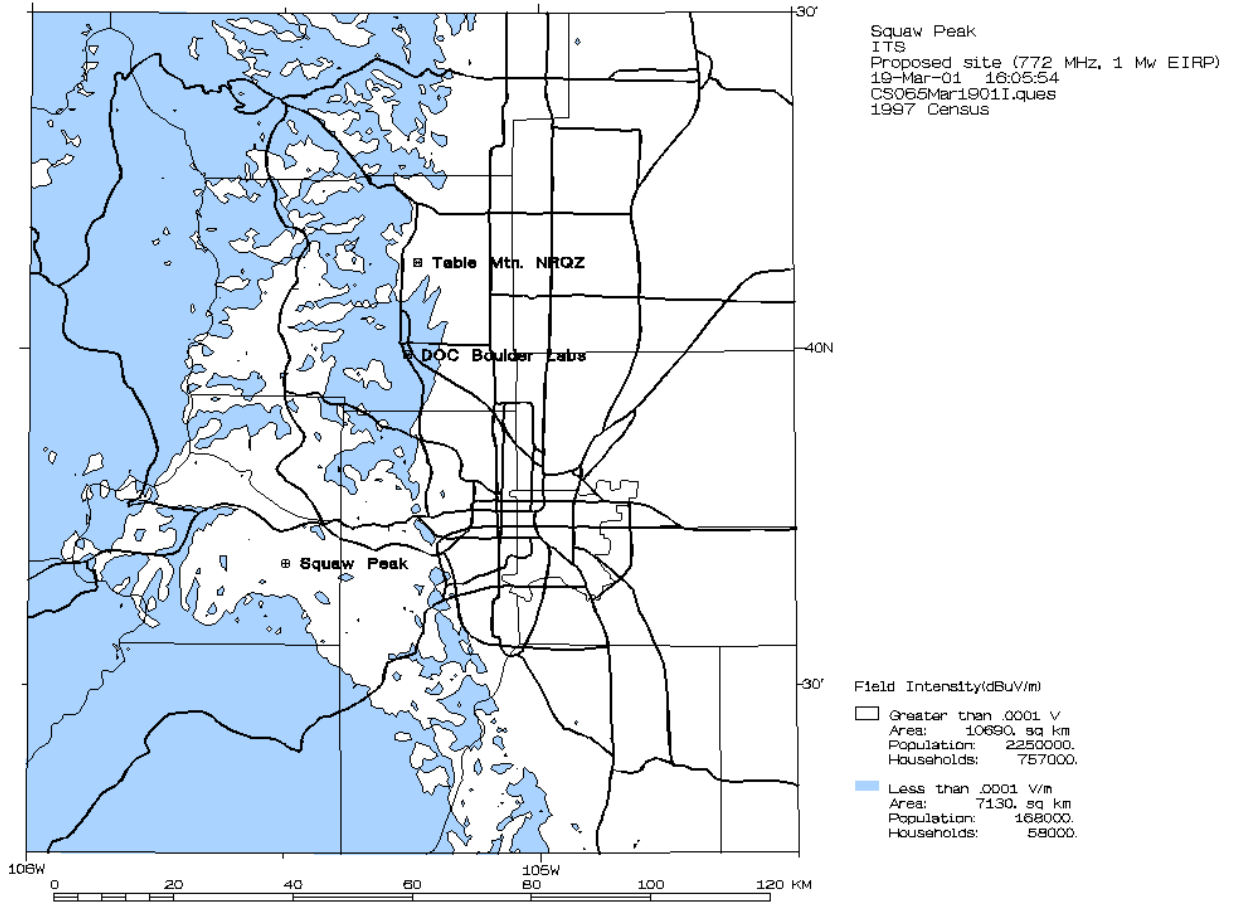 30'
Squaw Peak
ITS
Proposed site (772 MHz, 1 Mw EIRP)
19-Mar-01 16:05:54
CS065Mar1901I.ques
1997 Census
Table Mtn. NRQZ
40N
DOC Boulder Labs
Squaw Peak
30'
Field Intensity(dBuV/m)
Greater than .0001 V
Area: 10690. sq km
Population: 2250000.
Households: 757000.
Less than .0001 V/m
Area: 7130. sq km
Population: 168000.
Households: 58000.
106W
105W
0 20 40 60 80 100 120 KM